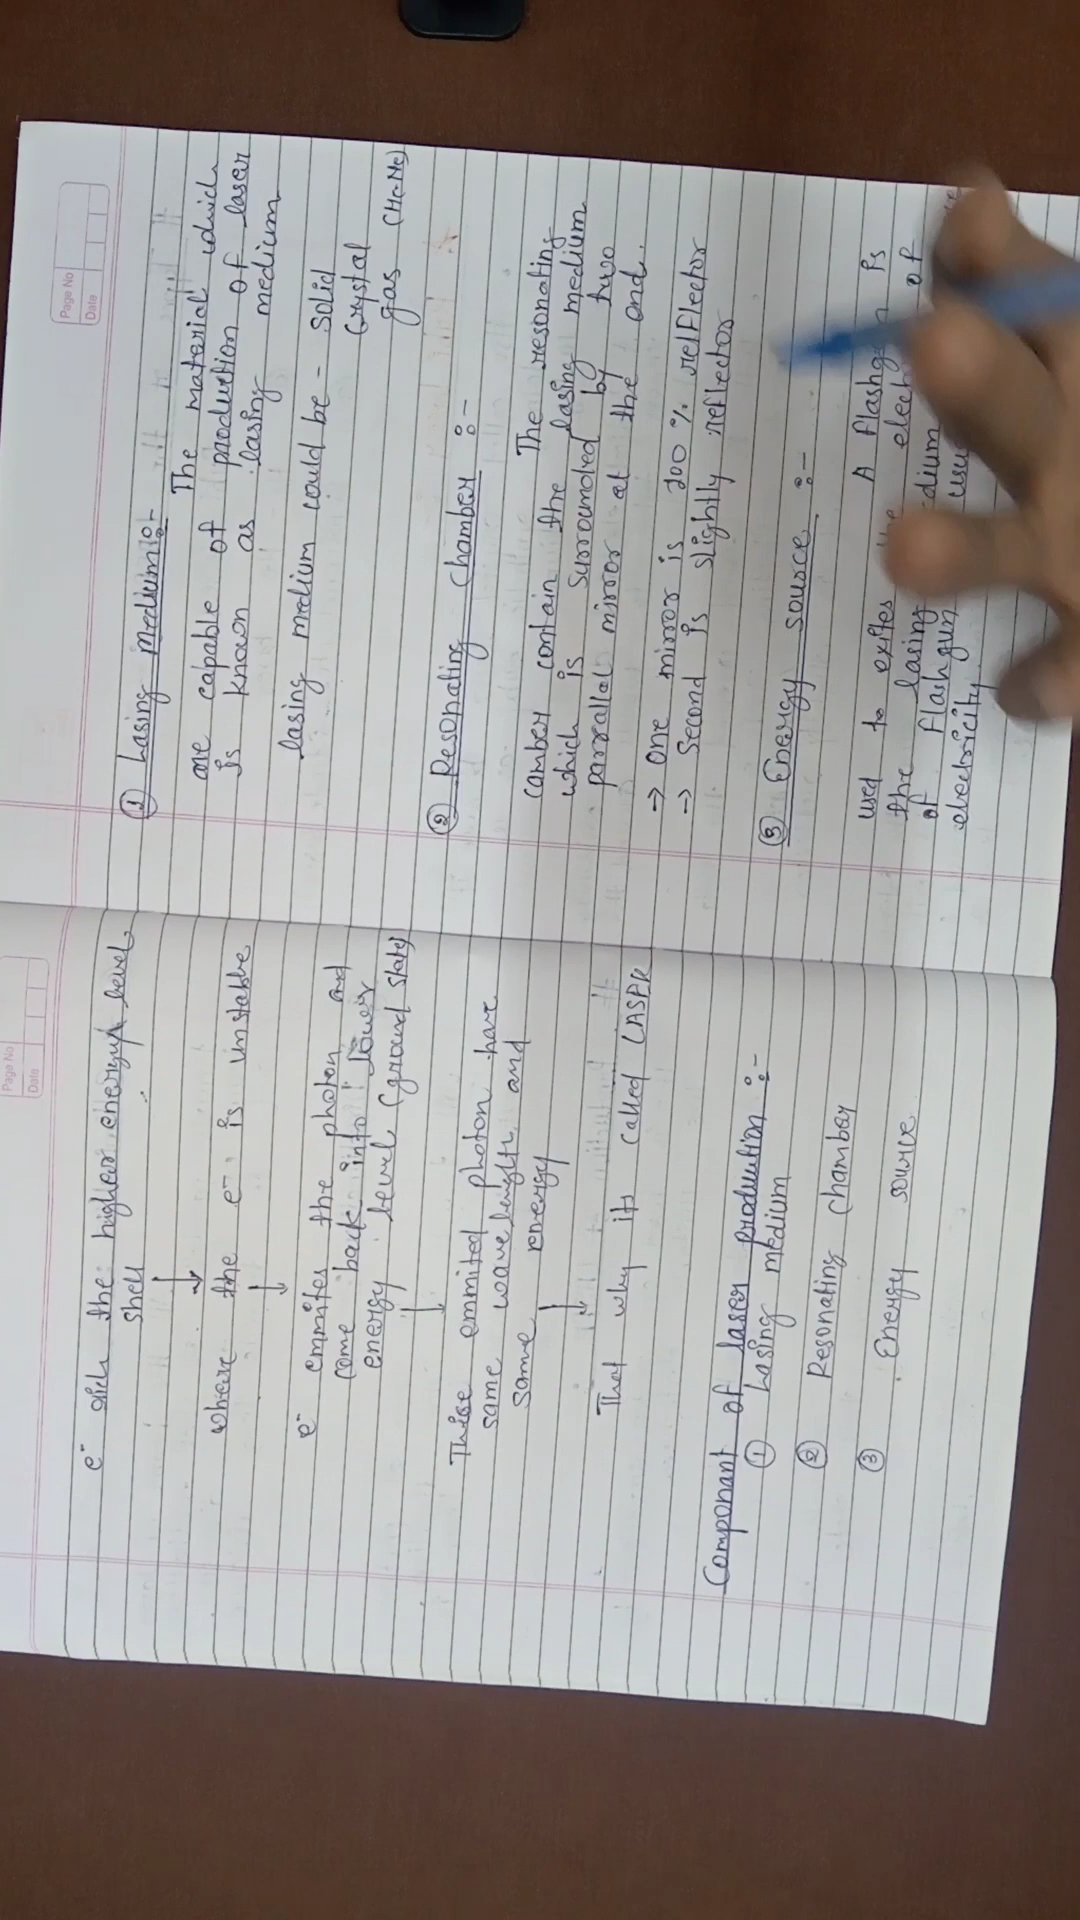 Page No
Date
e⁻ rich the higher energy level
shell
↓
where the e⁻ is unstable
↓
e⁻ emmites the photon and
come back into lower
energy level (ground state)
↓
These emmited photon have
same wavelength and
same energy
↓
That why it called LASER
Componant of laser production :-
① Lasing medium
② Resonating Chamber
③ Energy source
Page No
Date
① Lasing Medium :-
The material which
are capable of production of laser
is known as lasing medium
lasing medium could be - solid
Crystal
gas (He-Ne)
② Resonating Chamber :-
The resonating
camber contain the lasing medium
which is surrounded by two
parrallel mirror at the end.
→ One mirror is 100% reflector
→ Second is slightly reflector
③ Energy source :-
A flashgun is
used to exites the of
the lasing
of flashgun
electricity